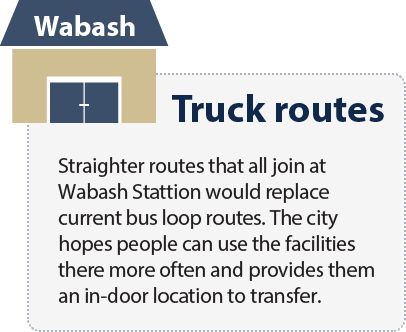 Wabash
Truck routes
Straighter routes that all join at
Wabash Stattion would replace
current bus loop routes. The city
hopes people can use the facilities
there more often and provides them
an in-door location to transfer.